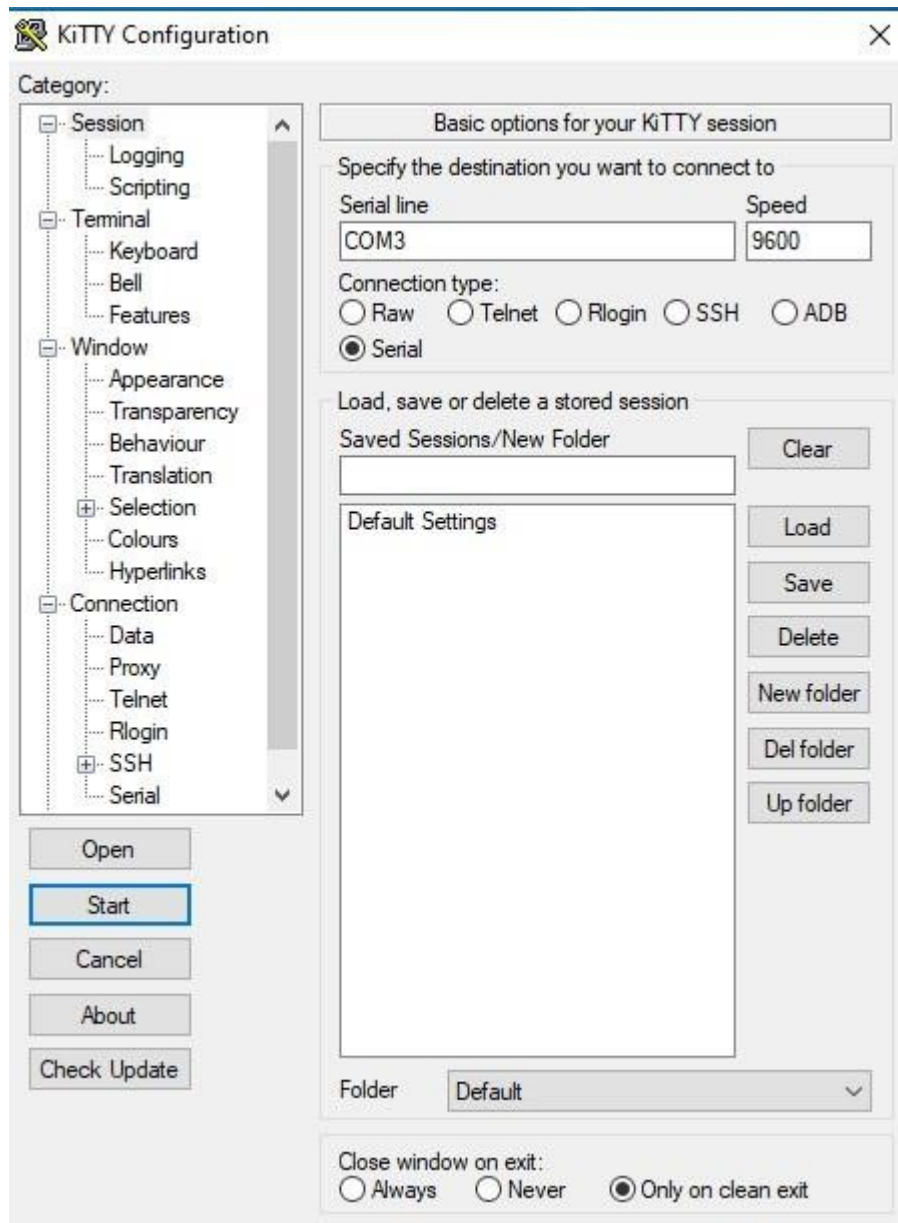 KiTTY Configuration
Category:
Session
Logging
Scripting
Terminal
Keyboard
Bell
Features
Window
Appearance
Transparency
Behaviour
Translation
Selection
Colours
Hyperlinks
Connection
Data
Proxy
Telnet
Rlogin
SSH
Serial
Open
Start
Cancel
About
Check Update
Basic options for your KiTTY session
Specify the destination you want to connect to
Serial line Speed
COM3 9600
Connection type:
Raw Telnet Rlogin SSH ADB
Serial
Load, save or delete a stored session
Saved Sessions/New Folder
Clear
Default Settings
Load
Save
Delete
New folder
Del folder
Up folder
Folder Default
Close window on exit:
Always Never Only on clean exit